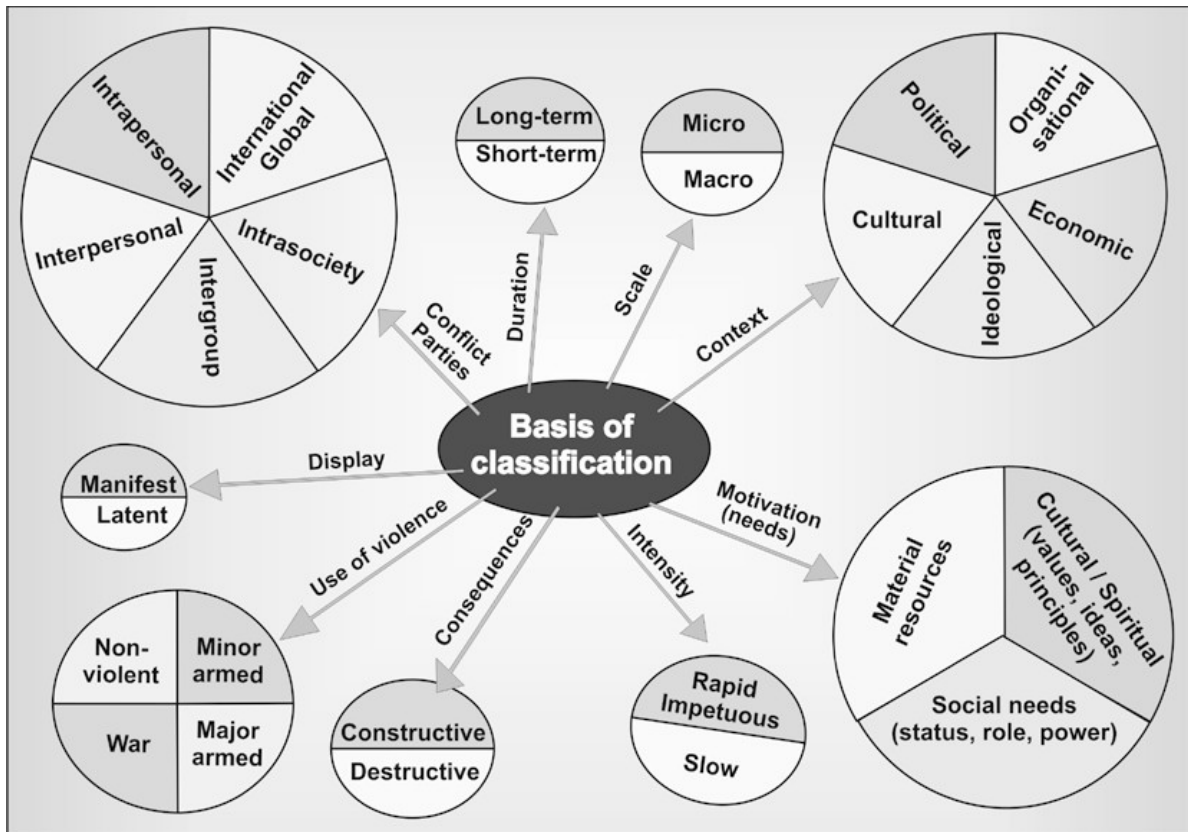 Intrapersonal
International
Global
Interpersonal
Intrasociety
Intergroup
Long-term
Short-term
Micro
Macro
Political
Organi-
sational
Cultural
Economic
Ideological
Conflict
Parties
Duration
Scale
Context
Basis of
classification
Display
Manifest
Latent
Use of violence
Consequences
Intensity
Motivation
(needs)
Non-
violent
Minor
armed
War
Major
armed
Constructive
Destructive
Rapid
Impetuous
Slow
Material
resources
Cultural / Spiritual
(values, ideas,
principles)
Social needs
(status, role, power)